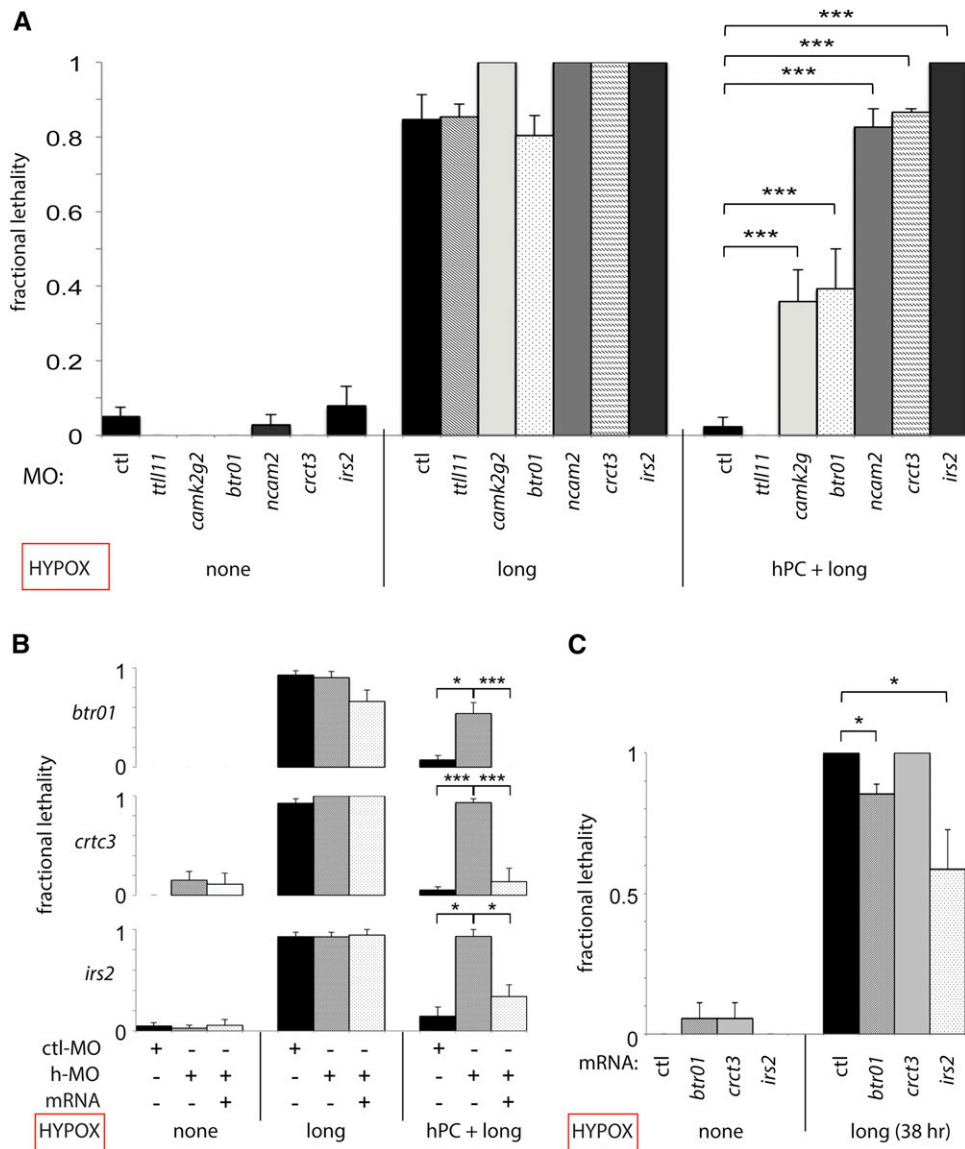 A
***
***
***
***
***
1
0.8
0.6
0.4
0.2
0
fractional lethality
MO:
ctl
ttll11
camk2g2
btr01
ncam2
crct3
irs2
ctl
ttll11
camk2g2
btr01
ncam2
crct3
irs2
ctl
ttll11
camk2g
btr01
ncam2
crct3
irs2
HYPOX
none
long
hPC + long
B
btr01
1
0
* ***
crtc3
1
0
*** ***
irs2
1
0
* *
fractional lethality
ctl-MO + - - + - - + - -
h-MO - + + - + + - + +
mRNA - - + - - + - - +
HYPOX none long hPC + long
C
*
*
1
0.5
0
fractional lethality
mRNA:
ctl
btr01
crct3
irs2
ctl
btr01
crct3
irs2
HYPOX
none
long (38 hr)